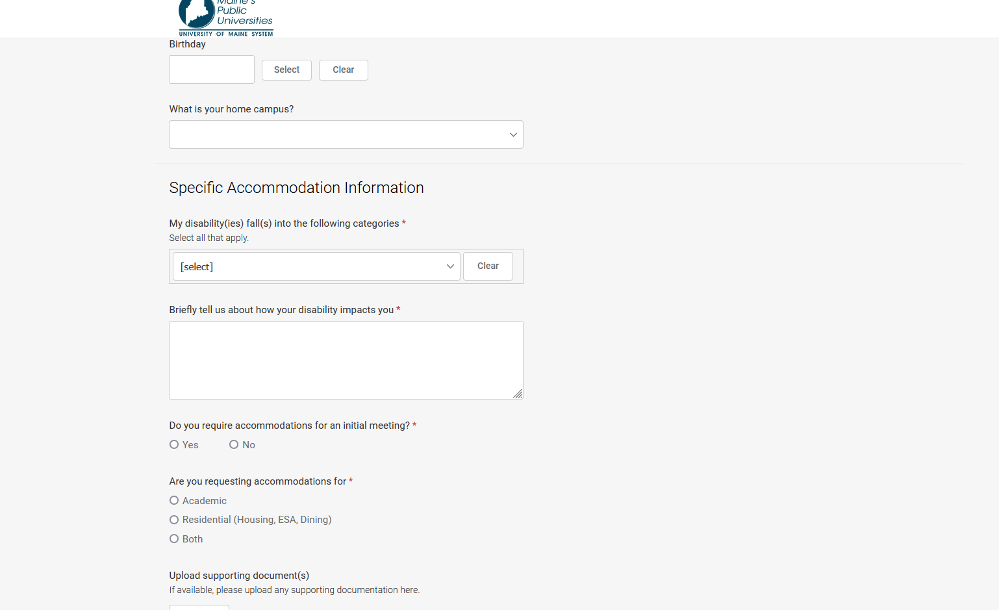 Maine's
Public
Universities
UNIVERSITY OF MAINE SYSTEM
Birthday
Select Clear
What is your home campus?
Specific Accommodation Information
My disability(ies) fall(s) into the following categories *
Select all that apply.
[select] Clear
Briefly tell us about how your disability impacts you *
Do you require accommodations for an initial meeting? *
Yes No
Are you requesting accommodations for *
Academic
Residential (Housing, ESA, Dining)
Both
Upload supporting document(s)
If available, please upload any supporting documentation here.